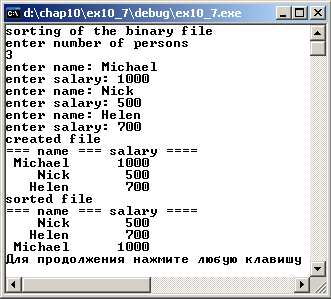 d:\chap10\ex10_7\debug\ex10_7.exe
sorting of the binary file
enter number of persons
3
enter name: Michael
enter salary: 1000
enter name: Nick
enter salary: 500
enter name: Helen
enter salary: 700
created file
=== name === salary ====
Michael 1000
Nick 500
Helen 700
sorted file
=== name === salary ====
Nick 500
Helen 700
Michael 1000
Для продолжения нажмите любую клавишу